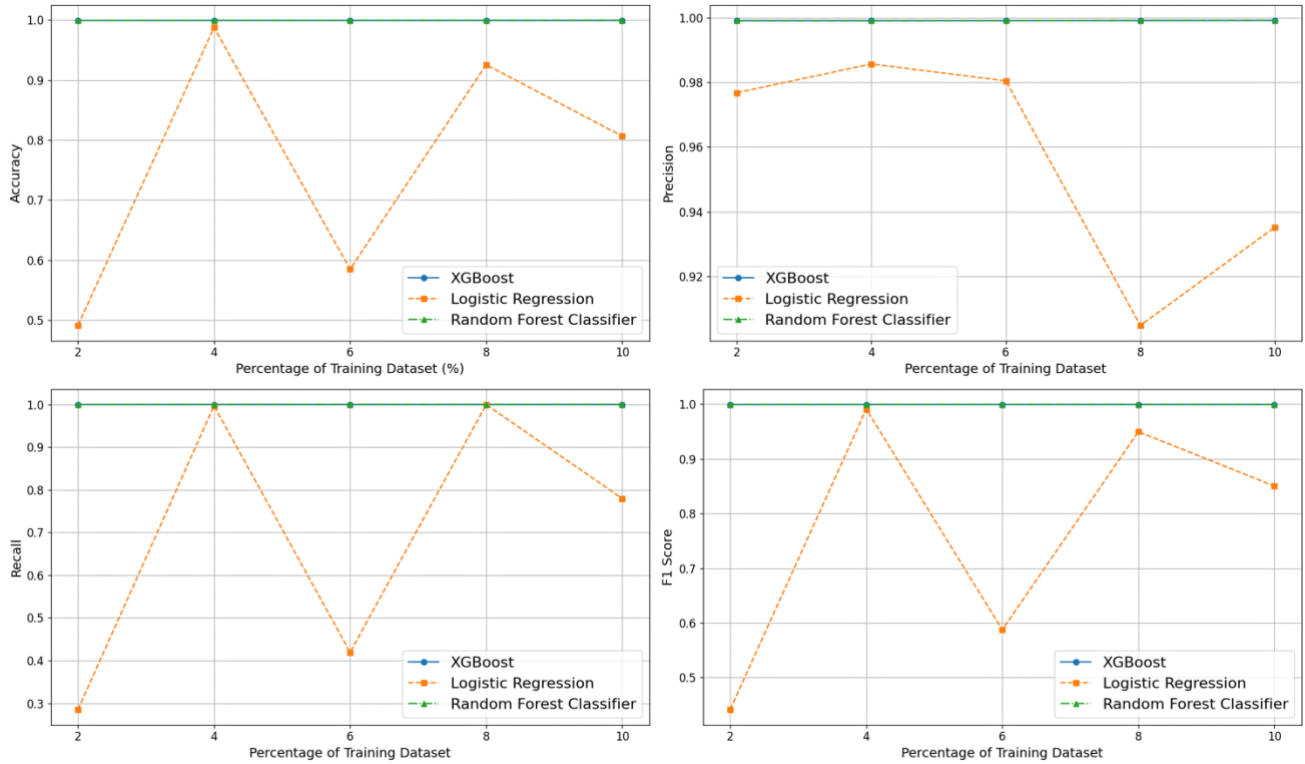 1.0
0.9
0.8
0.7
0.6
0.5
Accuracy
XGBoost
Logistic Regression
Random Forest Classifier
2 4 6 8 10
Percentage of Training Dataset (%)
1.00
0.98
0.96
0.94
0.92
Precision
XGBoost
Logistic Regression
Random Forest Classifier
2 4 6 8 10
Percentage of Training Dataset
1.0
0.9
0.8
0.7
0.6
0.5
0.4
0.3
Recall
XGBoost
Logistic Regression
Random Forest Classifier
2 4 6 8 10
Percentage of Training Dataset
1.0
0.9
0.8
0.7
0.6
0.5
F1 Score
XGBoost
Logistic Regression
Random Forest Classifier
2 4 6 8 10
Percentage of Training Dataset